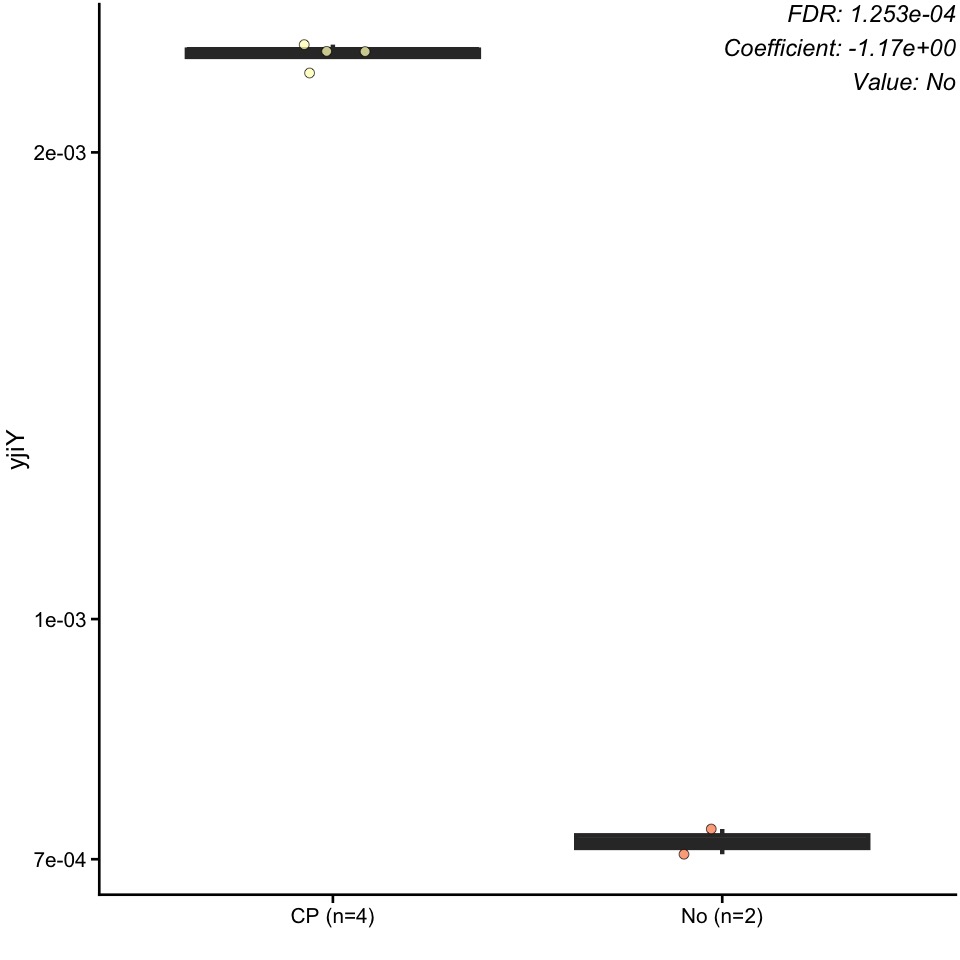 FDR: 1.253e-04
Coefficient: -1.17e+00
Value: No
2e-03
1e-03
7e-04
yjiY
CP (n=4)
No (n=2)